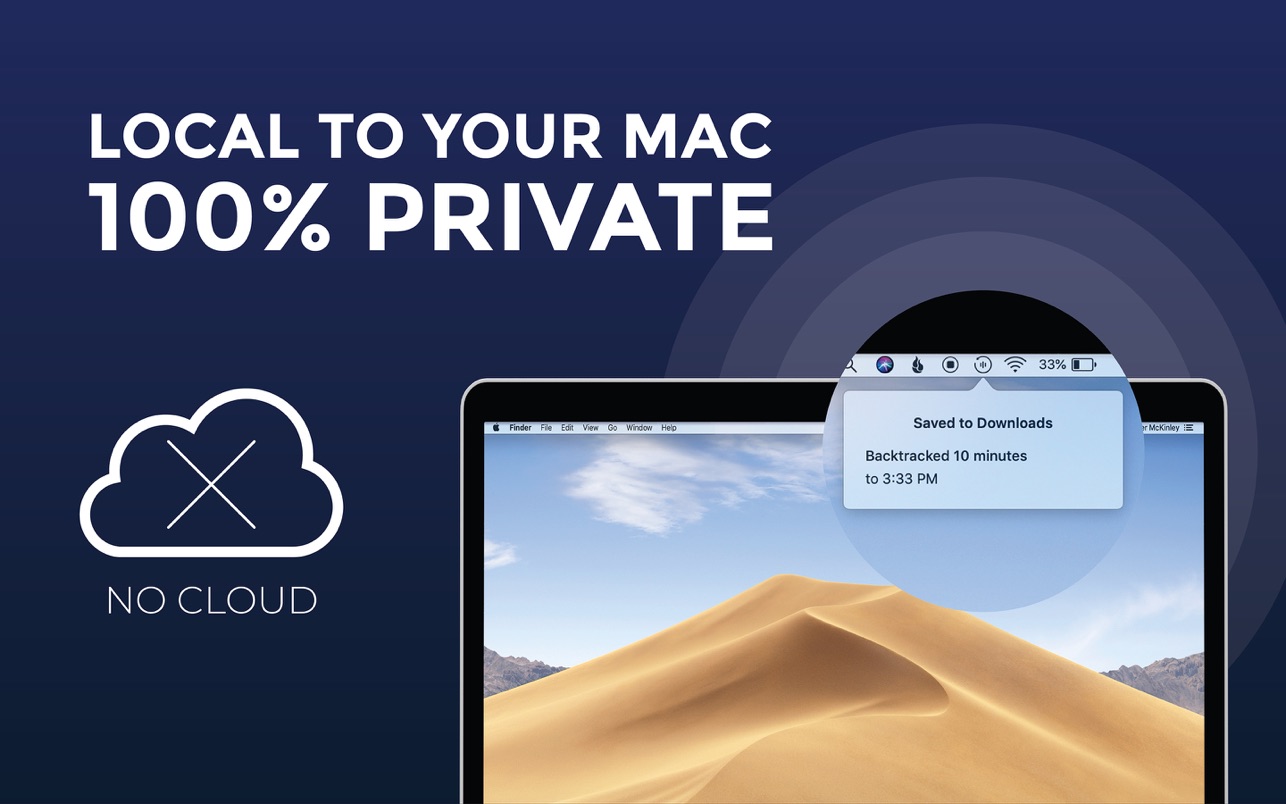 LOCAL TO YOUR MAC
100% PRIVATE
33%
Saved to Downloads
Backtracked 10 minutes
to 3:33 PM
Finder File Edit View Go Window Help
McKinley
NO CLOUD